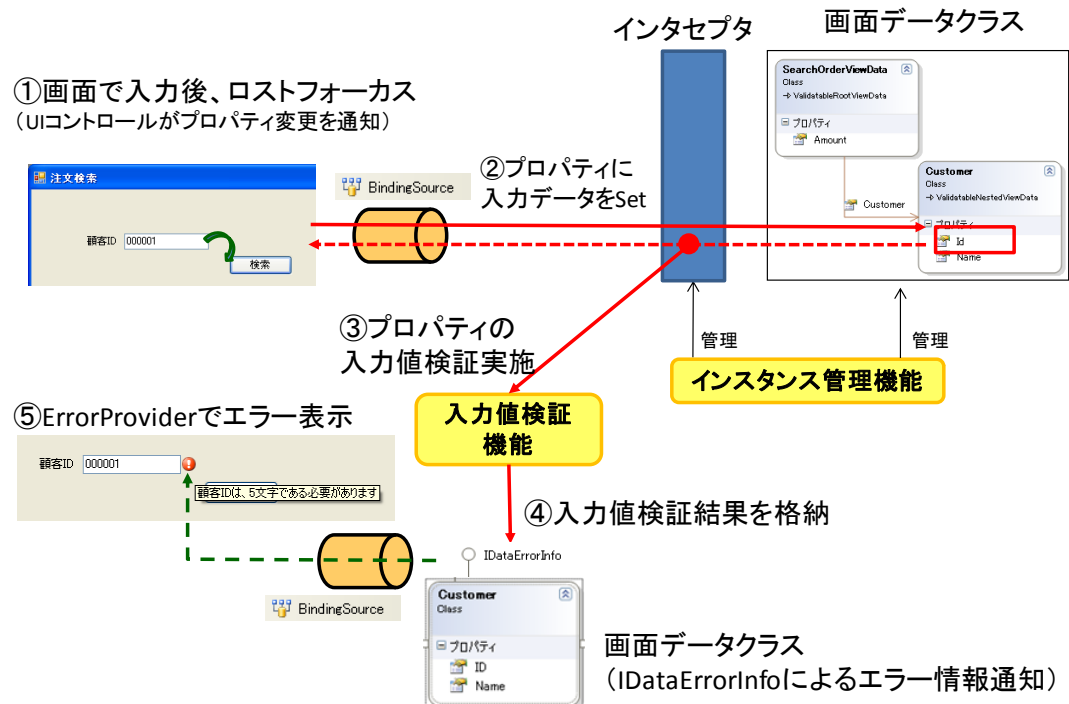 インタセプタ
画面データクラス
①画面で入力後、ロストフォーカス
（UIコントロールがプロパティ変更を通知）
SearchOrderViewData
Class
ValidatableRootViewData
プロパティ
Amount
②プロパティに
入力データをSet
BindingSource
注文検索
顧客ID 000001
検索
Customer
Customer
Class
ValidatableNestedViewData
プロパティ
Id
Name
③プロパティの
入力値検証実施
管理
管理
インスタンス管理機能
入力値検証
機能
⑤ErrorProviderでエラー表示
顧客ID 000001
顧客IDは、5文字である必要があります
④入力値検証結果を格納
IDataErrorInfo
BindingSource
Customer
Class
プロパティ
ID
Name
画面データクラス
（IDataErrorInfoによるエラー情報通知）